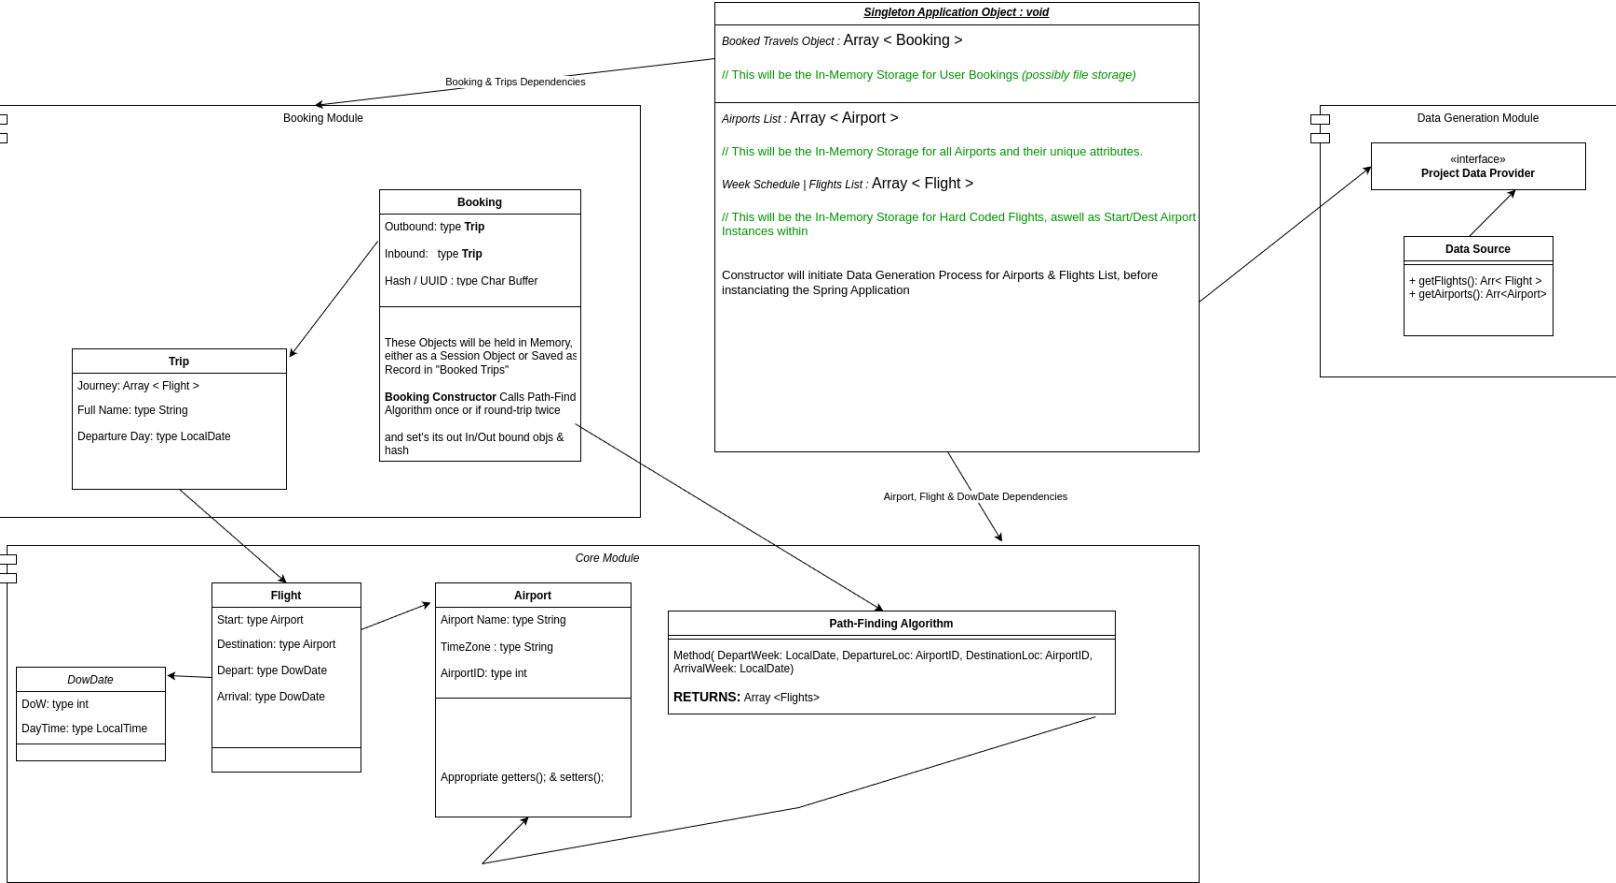 Singleton Application Object : void
Booked Travels Object : Array < Booking >
// This will be the In-Memory Storage for User Bookings (possibly file storage)
Airports List : Array < Airport >
// This will be the In-Memory Storage for all Airports and their unique attributes.
Week Schedule | Flights List : Array < Flight >
// This will be the In-Memory Storage for Hard Coded Flights, aswell as Start/Dest Airport
Instances within
Constructor will initiate Data Generation Process for Airports & Flights List, before
instanciating the Spring Application
Booking & Trips Dependencies
Booking Module
Booking
Outbound: type Trip
Inbound: type Trip
Hash / UUID : type Char Buffer
These Objects will be held in Memory,
either as a Session Object or Saved as
Record in "Booked Trips"
Booking Constructor Calls Path-Find
Algorithm once or if round-trip twice
and set's its out In/Out bound objs &
hash
Trip
Journey: Array < Flight >
Full Name: type String
Departure Day: type LocalDate
Data Generation Module
«interface»
Project Data Provider
Data Source
+ getFlights(): Arr< Flight >
+ getAirports(): Arr<Airport>
Airport, Flight & DowDate Dependencies
Core Module
Flight
Start: type Airport
Destination: type Airport
Depart: type DowDate
Arrival: type DowDate
DowDate
DoW: type int
DayTime: type LocalTime
Airport
Airport Name: type String
TimeZone : type String
AirportID: type int
Appropriate getters(); & setters();
Path-Finding Algorithm
Method( DepartWeek: LocalDate, DepartureLoc: AirportID, DestinationLoc: AirportID,
ArrivalWeek: LocalDate)
RETURNS: Array <Flights>